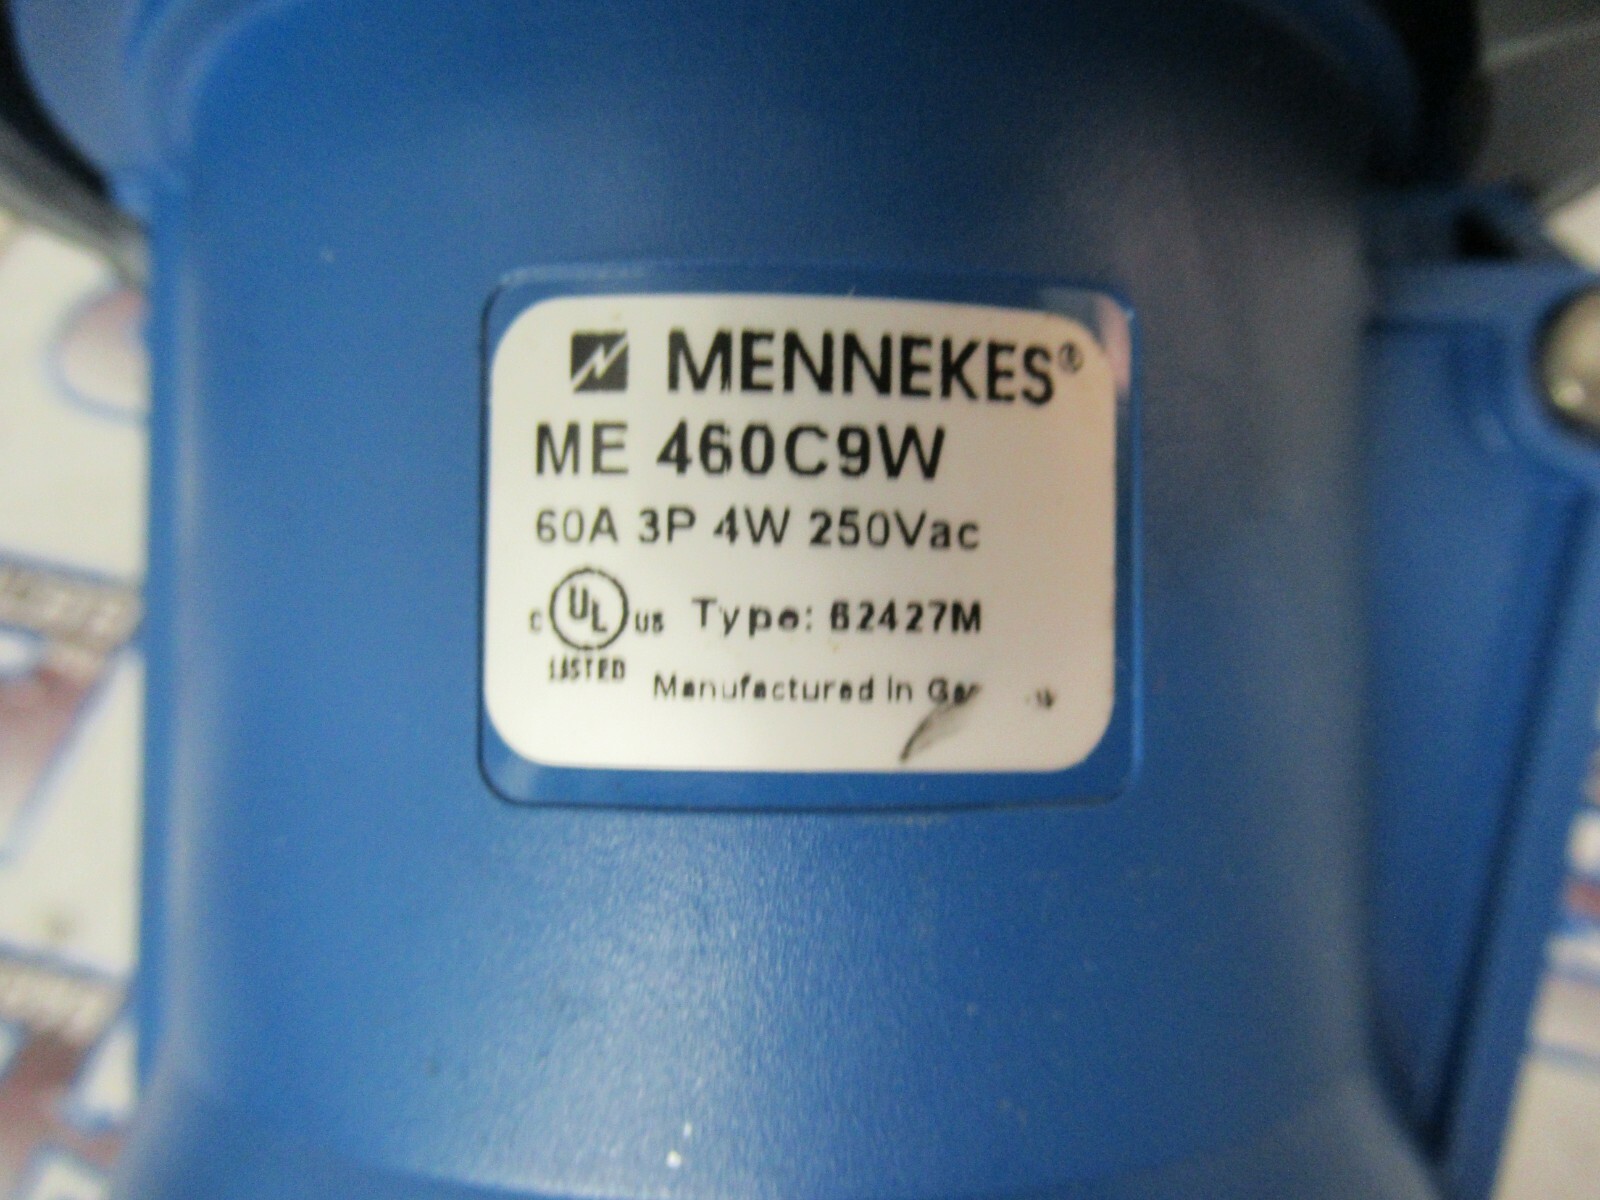 MENNEKES®
ME 460C9W
60A 3P 4W 250Vac
C UL US Type: 62427M
LISTED
Manufactured in